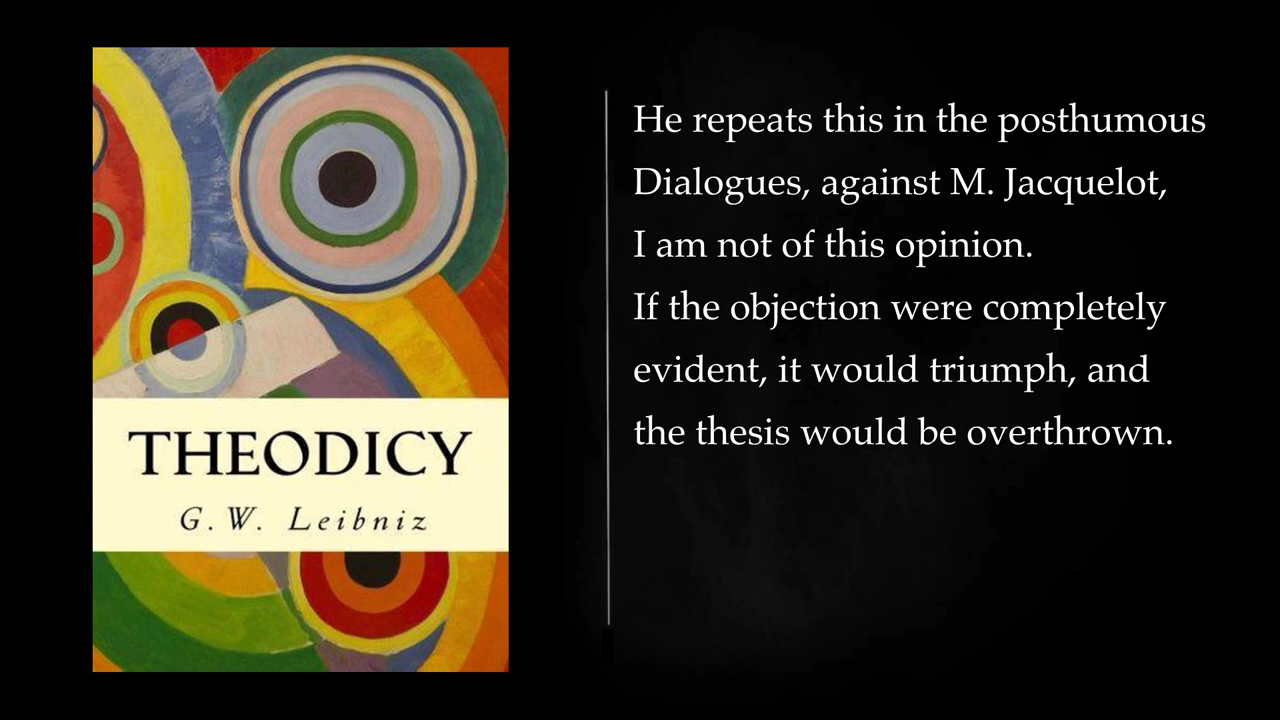 THEODICY
G. W. Leibniz
He repeats this in the posthumous
Dialogues, against M. Jacquelot,
I am not of this opinion.
If the objection were completely
evident, it would triumph, and
the thesis would be overthrown.